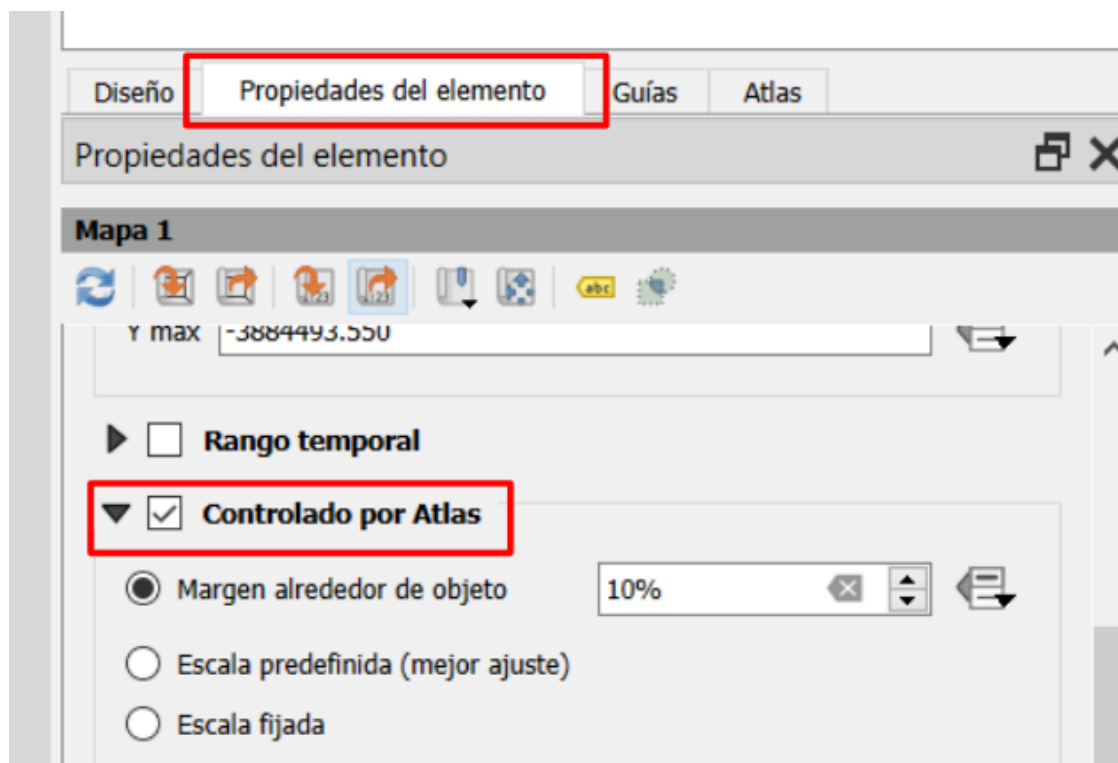 Diseño Propiedades del elemento Guías Atlas
Propiedades del elemento
Mapa 1
abc
Y máx -3884493.550
Rango temporal
Controlado por Atlas
Margen alrededor de objeto 10%
Escala predefinida (mejor ajuste)
Escala fijada